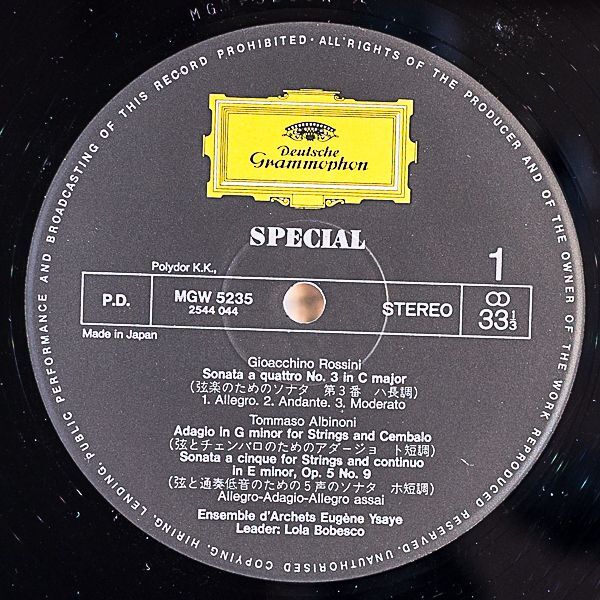 PUBLIC PERFORMANCE AND BROADCASTING OF THIS RECORD PROHIBITED · ALL RIGHTS OF THE PRODUCER AND OF THE OWNER OF THE WORK REPRODUCED RESERVED. UNAUTHORISED COPYING, HIRING, LENDING,
Deutsche
Grammophon
SPECIAL
1
Polydor K.K.,
P.D.
MGW 5235
2544 044
STEREO
33 1/3
Made in Japan
Gioacchino Rossini
Sonata a quattro No. 3 in C major
(弦楽のためのソナタ 第3番 ハ長調)
1. Allegro. 2. Andante. 3. Moderato
Tommaso Albinoni
Adagio in G minor for Strings and Cembalo
(弦とチェンバロのためのアダージョ ト短調)
Sonata a cinque for Strings and continuo
in E minor, Op. 5 No. 9
(弦と通奏低音のための5声のソナタ ホ短調)
Allegro-Adagio-Allegro assai
Ensemble d'Archets Eugène Ysaye
Leader: Lola Bobesco